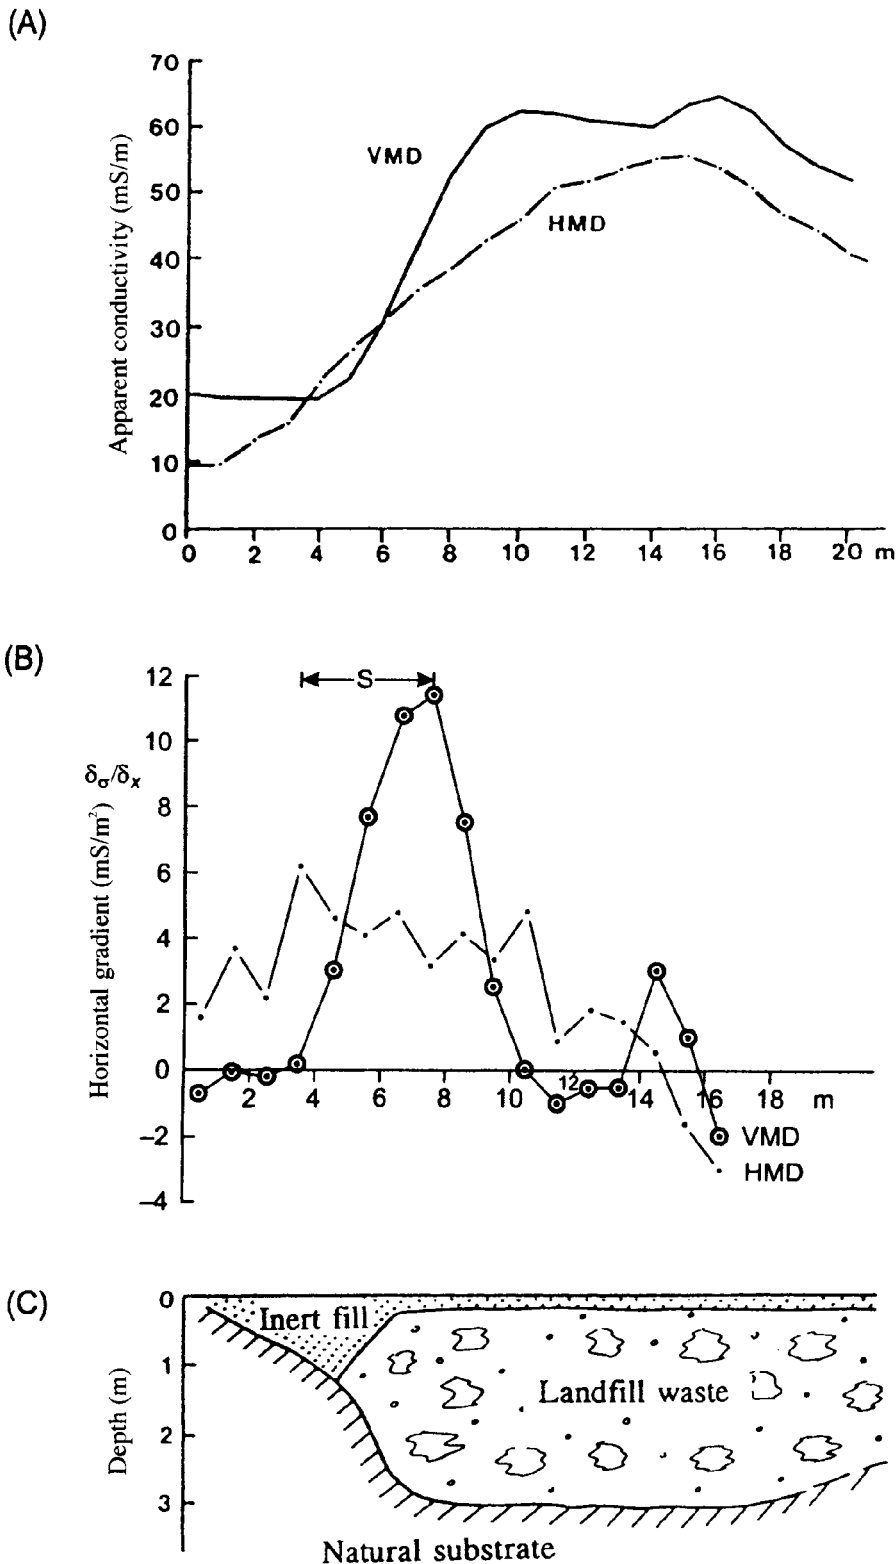 (A)
70
60
50
40
30
20
10
0
Apparent conductivity (mS/m)
VMD
HMD
0 2 4 6 8 10 12 14 16 18 20 m
(B)
12
10
8
6
4
2
0
−2
−4
δσ/δx
Horizontal gradient (mS/m²)
S
2 4 6 8 10 12 14 16 18 m
VMD
HMD
(C)
0
1
2
3
Depth (m)
Inert fill
Landfill waste
Natural substrate